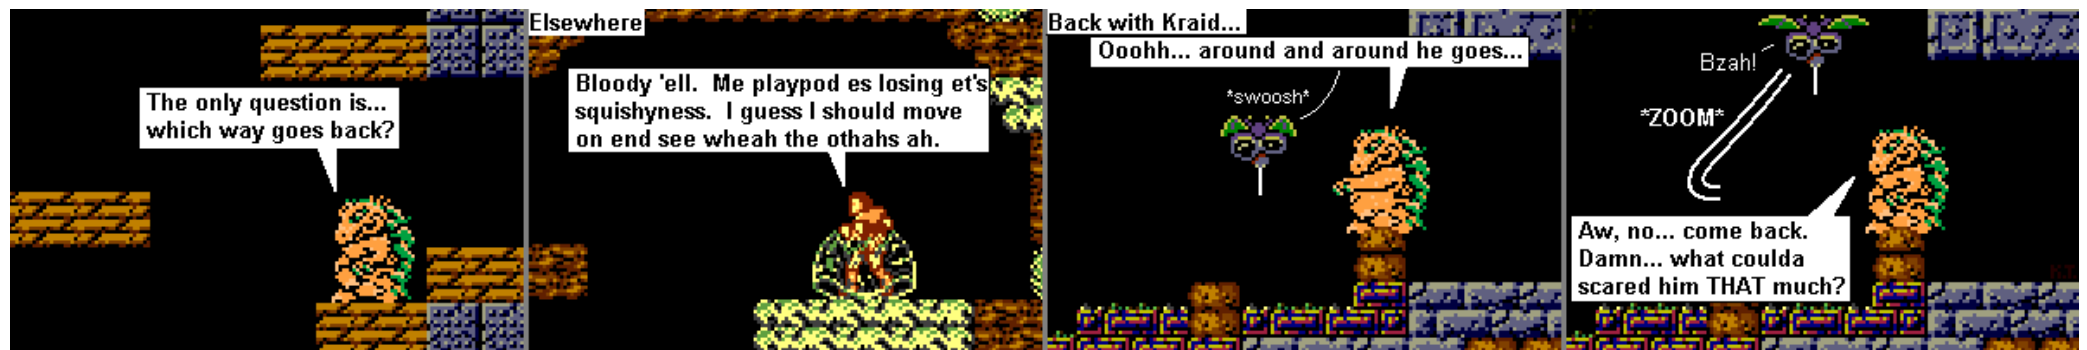 The only question is...
which way goes back?
Elsewhere
Bloody 'ell.  Me playpod es losing et's
squishyness.  I guess I should move
on end see wheah the othahs ah.
Back with Kraid...
Ooohh... around and around he goes...
*swoosh*
Bzah!
*ZOOM*
Aw, no... come back.
Damn... what coulda
scared him THAT much?